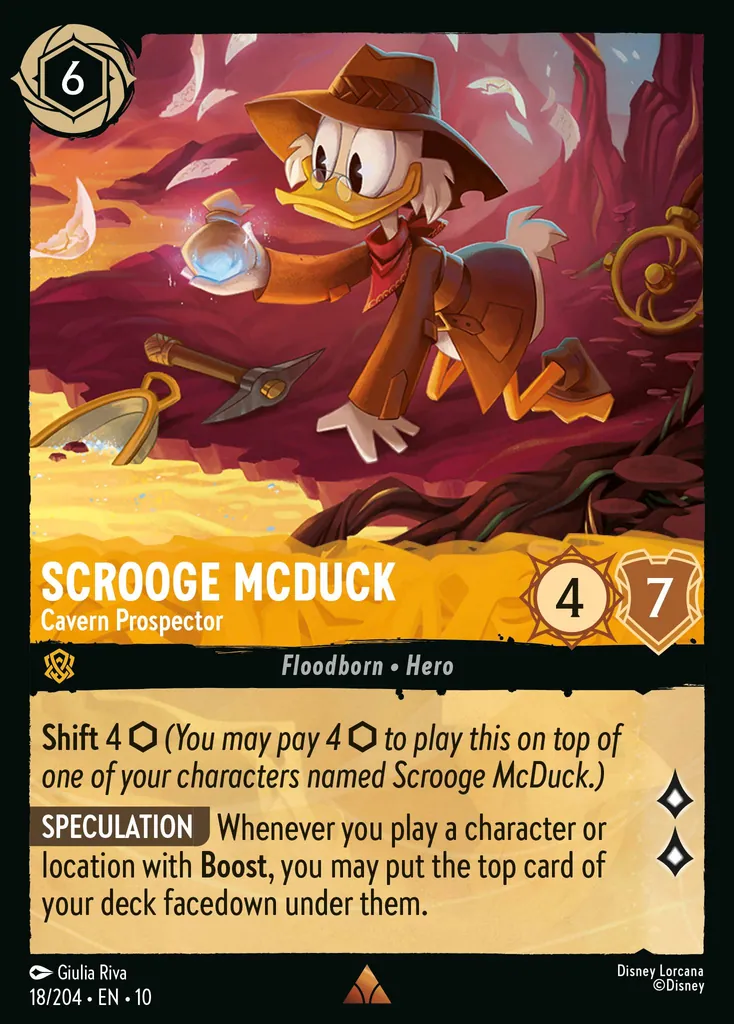 6
SCROOGE MCDUCK
Cavern Prospector
4
7
Floodborn • Hero
Shift 4 ⬡ (You may pay 4 ⬡ to play this on top of
one of your characters named Scrooge McDuck.)
SPECULATION Whenever you play a character or
location with Boost, you may put the top card of
your deck facedown under them.
Giulia Riva
18/204 • EN • 10
Disney Lorcana
©Disney